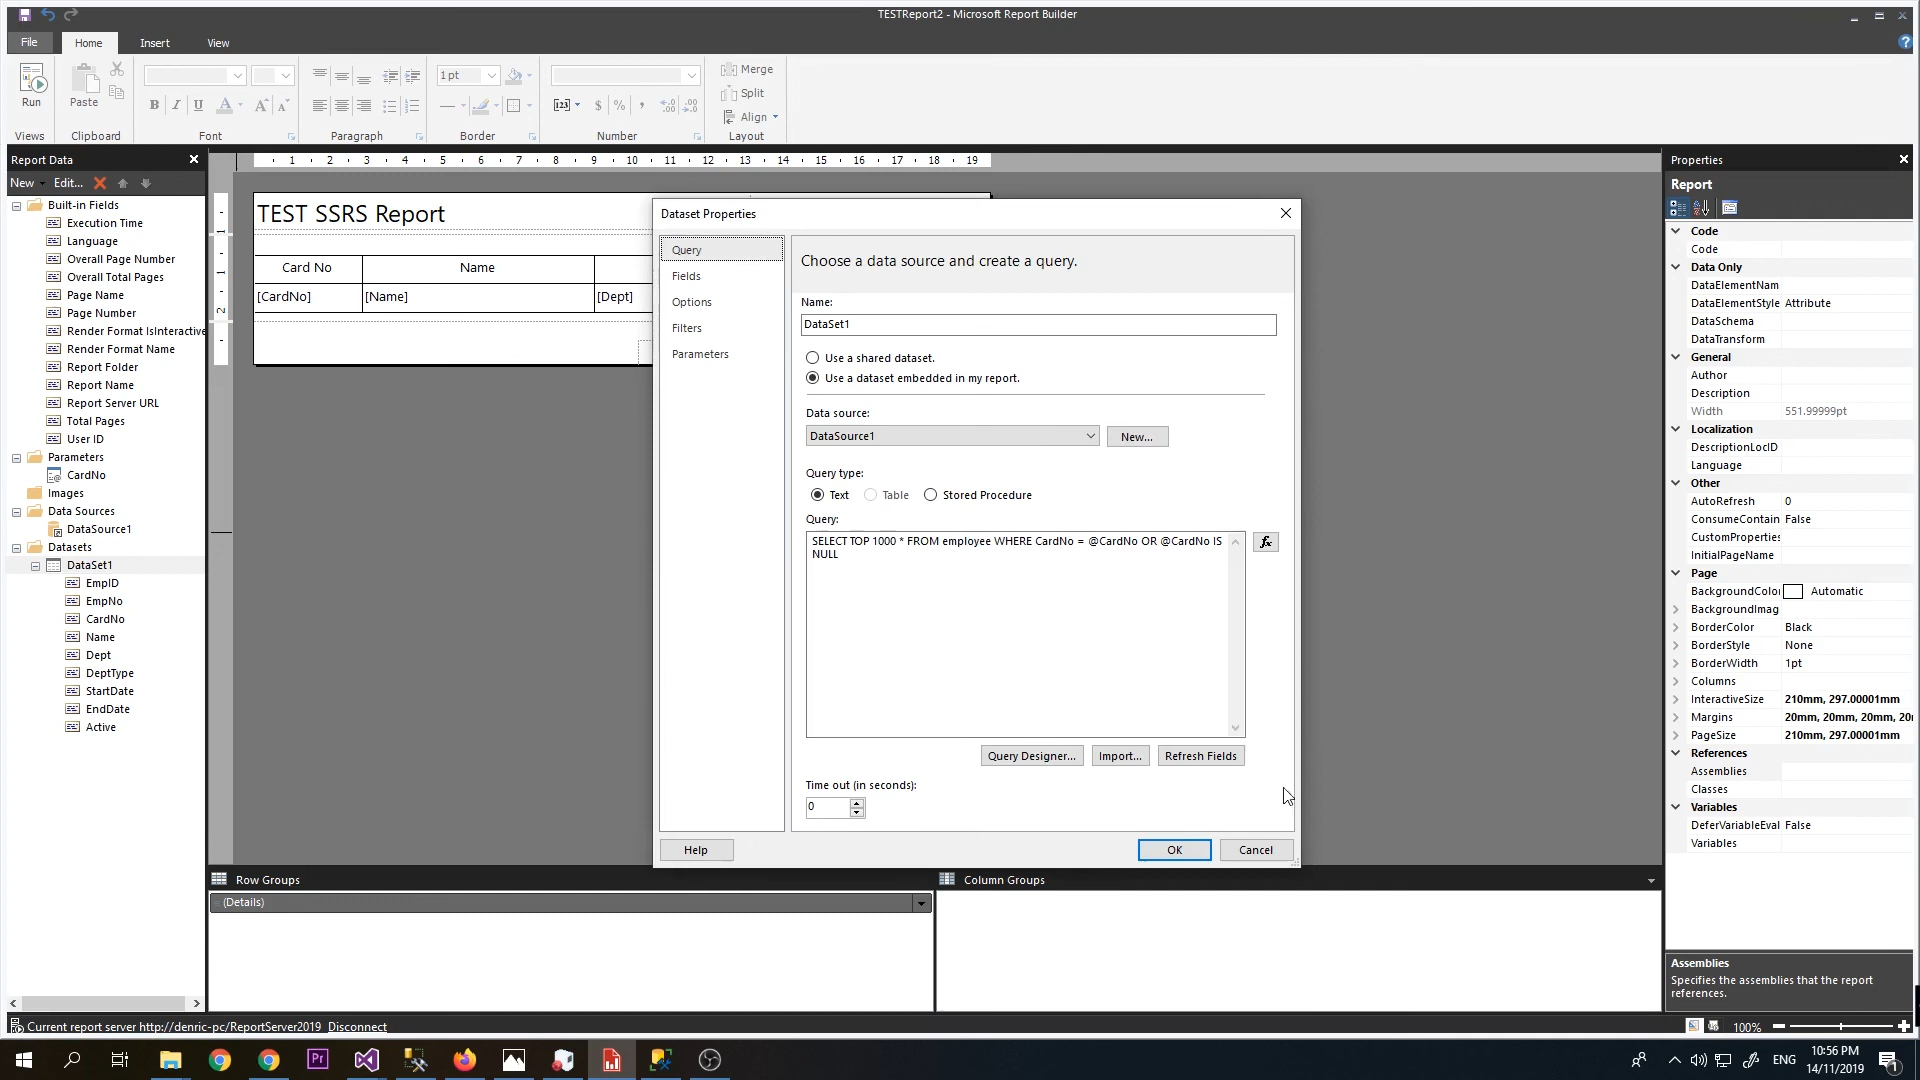 TESTReport2 - Microsoft Report Builder
File
Home
Insert
View
Run
Paste
1pt
Merge
Split
Align
Views
Clipboard
Font
Paragraph
Border
Number
Layout
Report Data
New
Edit...
Built-in Fields
Execution Time
Language
Overall Page Number
Overall Total Pages
Page Name
Page Number
Render Format IsInteractive
Render Format Name
Report Folder
Report Name
Report Server URL
Total Pages
User ID
Parameters
CardNo
Images
Data Sources
DataSource1
Datasets
DataSet1
EmpID
EmpNo
CardNo
Name
Dept
DeptType
StartDate
EndDate
Active
1 2 3 4 5 6 7 8 9 10 11 12 13 14 15 16 17 18 19
1
1
2
TEST SSRS Report
Card No
Name
[CardNo]
[Name]
[Dept]
Dataset Properties
Query
Fields
Options
Filters
Parameters
Choose a data source and create a query.
Name:
DataSet1
Use a shared dataset.
Use a dataset embedded in my report.
Data source:
DataSource1
New...
Query type:
Text
Table
Stored Procedure
Query:
SELECT TOP 1000 * FROM employee WHERE CardNo = @CardNo OR @CardNo IS
NULL
fx
Query Designer...
Import...
Refresh Fields
Time out (in seconds):
0
Help
OK
Cancel
Row Groups
(Details)
Column Groups
Properties
Report
Code
Code
Data Only
DataElementNam
DataElementStyle Attribute
DataSchema
DataTransform
General
Author
Description
Width 551.99999pt
Localization
DescriptionLocID
Language
Other
AutoRefresh 0
ConsumeContain False
CustomProperties
InitialPageName
Page
BackgroundColor Automatic
BackgroundImag
BorderColor Black
BorderStyle None
BorderWidth 1pt
Columns
InteractiveSize 210mm, 297.00001mm
Margins 20mm, 20mm, 20mm, 20m
PageSize 210mm, 297.00001mm
References
Assemblies
Classes
Variables
DeferVariableEval False
Variables
Assemblies
Specifies the assemblies that the report
references.
Current report server http://denric-pc/ReportServer2019 Disconnect
100%
Pr
ENG
10:56 PM
14/11/2019
1